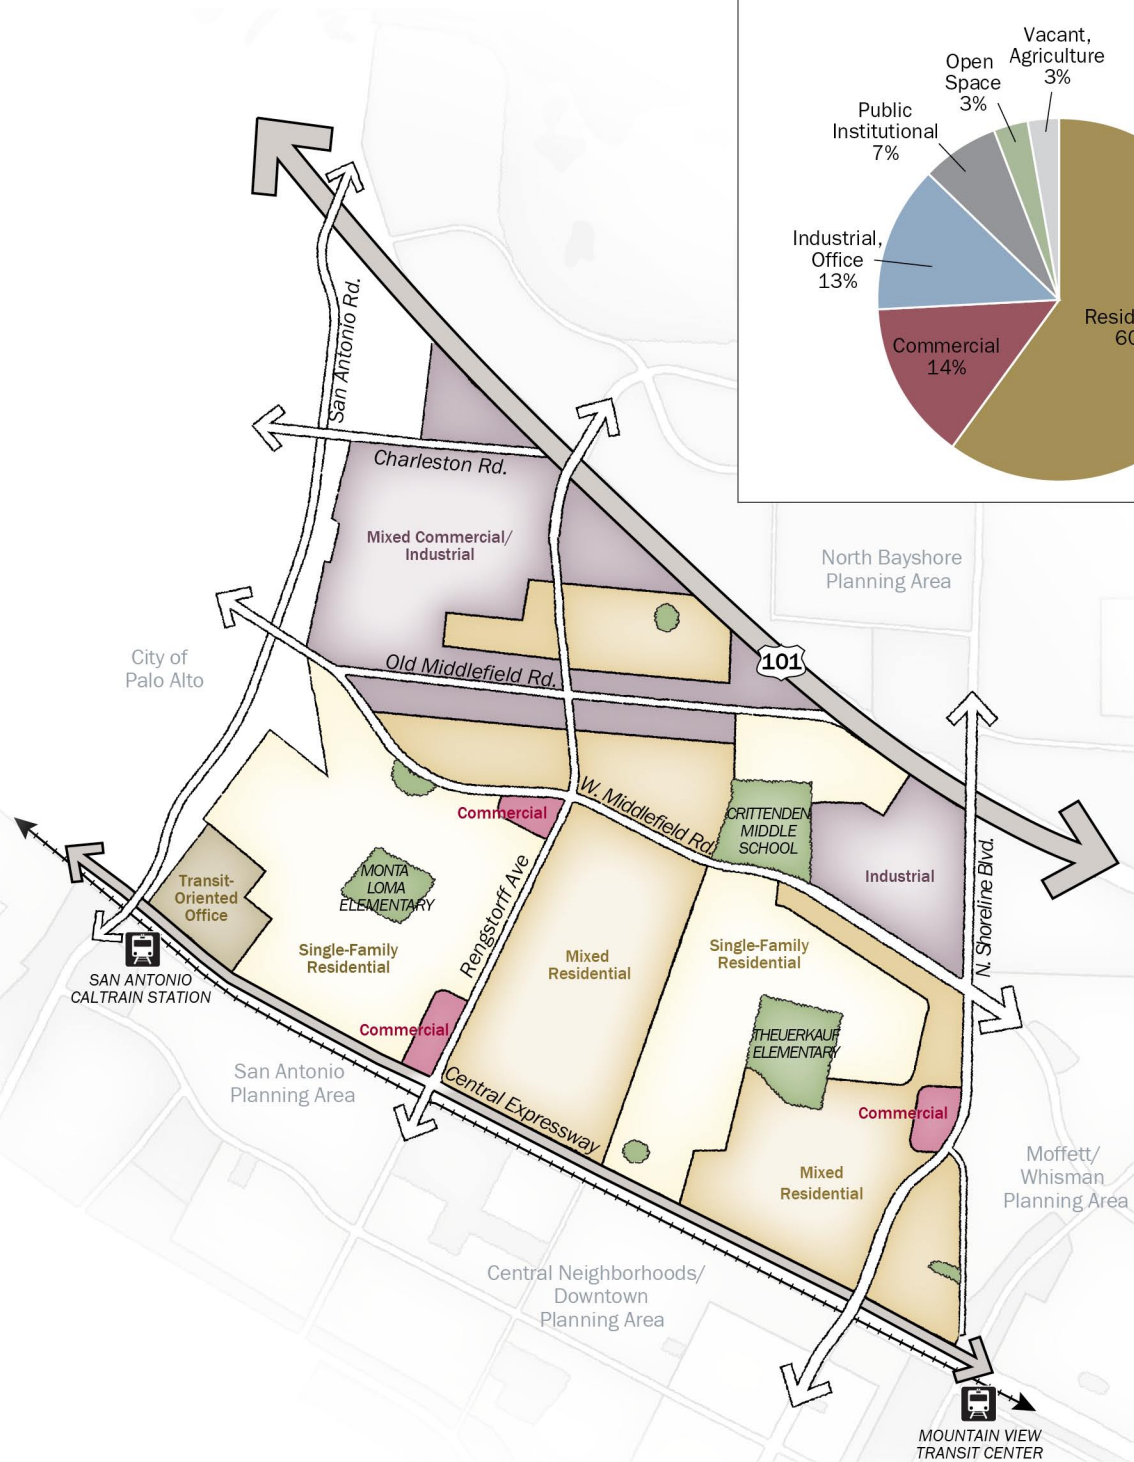 Vacant,
Agriculture
3%
Open
Space
3%
Public
Institutional
7%
Industrial,
Office
13%
Commercial
14%
Resid
60
San Antonio Rd.
Charleston Rd.
Mixed Commercial/
Industrial
North Bayshore
Planning Area
City of
Palo Alto
Old Middlefield Rd.
101
W. Middlefield Rd.
Commercial
CRITTENDEN
MIDDLE
SCHOOL
Industrial
N. Shoreline Blvd.
MONTA
LOMA
ELEMENTARY
Transit-
Oriented
Office
Rengstorff Ave
Single-Family
Residential
Mixed
Residential
Single-Family
Residential
SAN ANTONIO
CALTRAIN STATION
Commercial
THEUERKAUF
ELEMENTARY
San Antonio
Planning Area
Central Expressway
Commercial
Mixed
Residential
Moffett/
Whisman
Planning Area
Central Neighborhoods/
Downtown
Planning Area
MOUNTAIN VIEW
TRANSIT CENTER